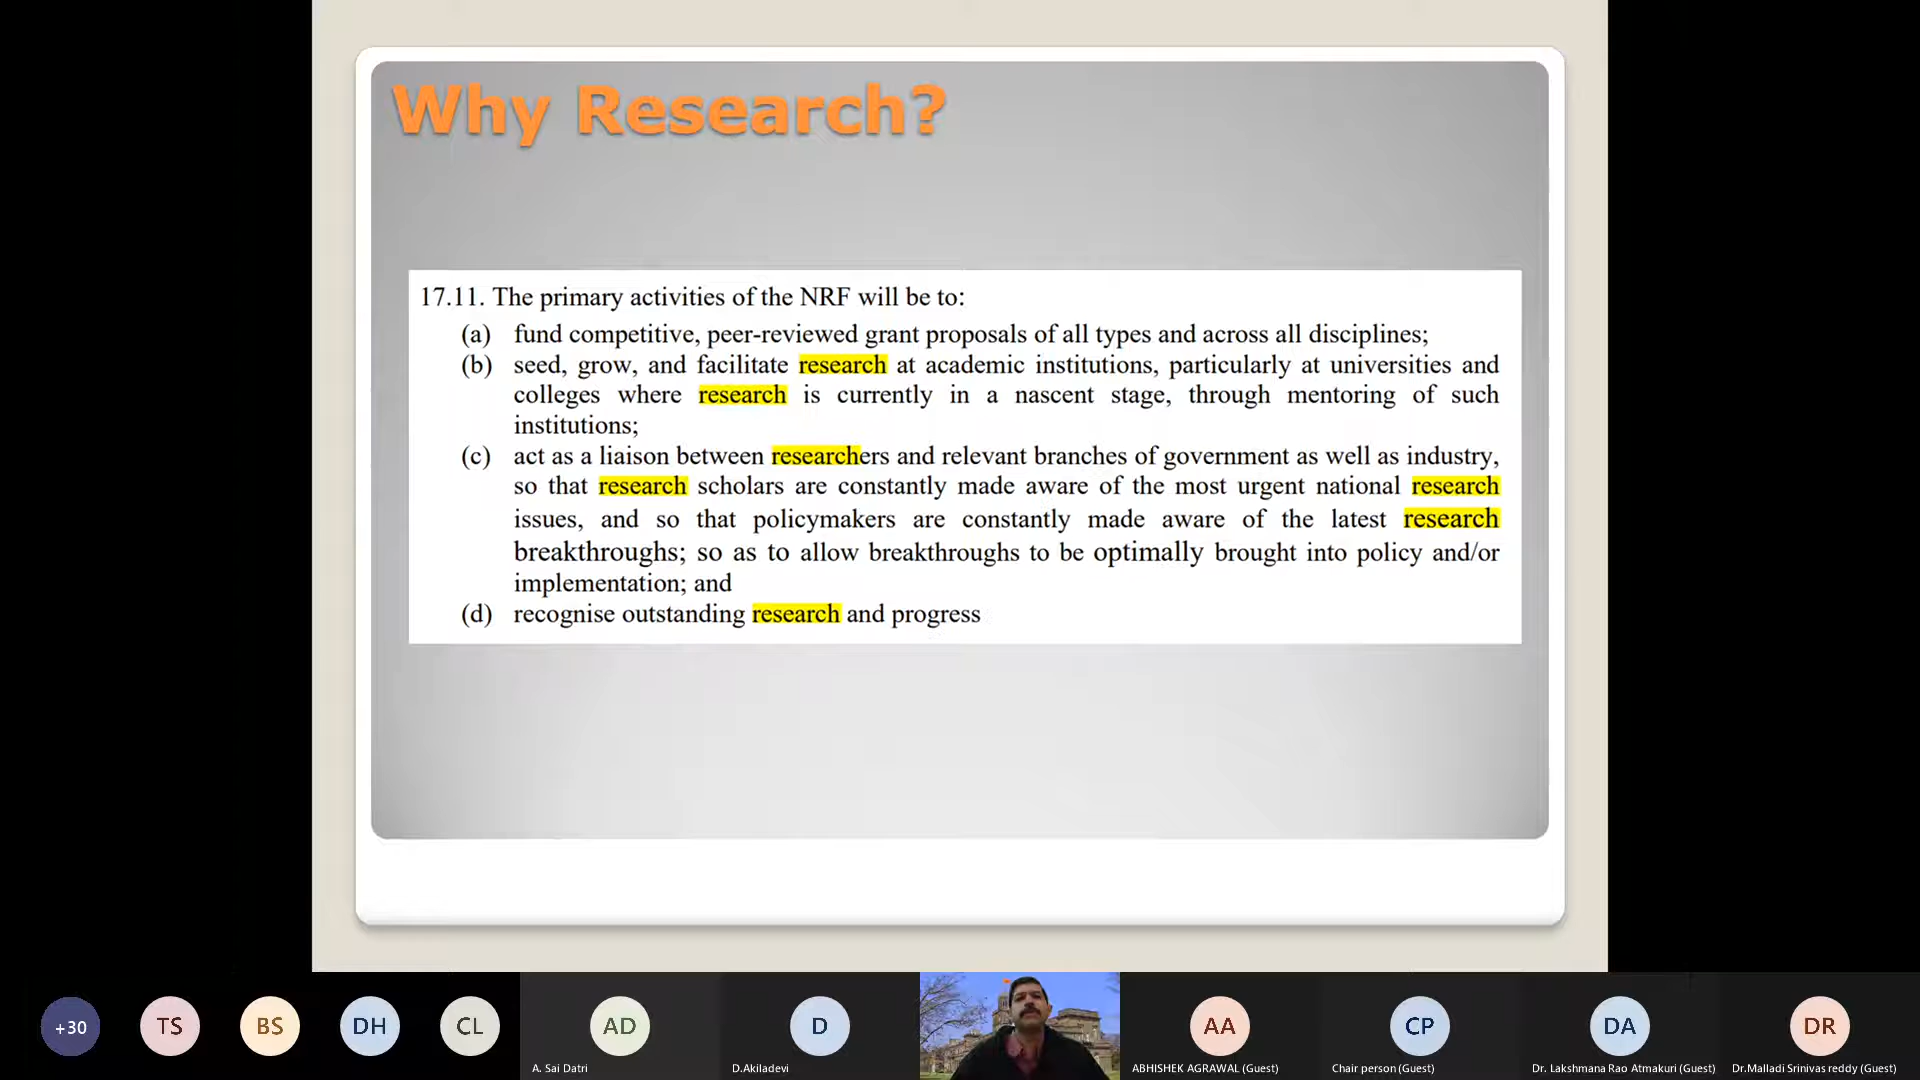 Why Research?
17.11. The primary activities of the NRF will be to:
(a) fund competitive, peer-reviewed grant proposals of all types and across all disciplines;
(b) seed, grow, and facilitate research at academic institutions, particularly at universities and
colleges where research is currently in a nascent stage, through mentoring of such
institutions;
(c) act as a liaison between researchers and relevant branches of government as well as industry,
so that research scholars are constantly made aware of the most urgent national research
issues, and so that policymakers are constantly made aware of the latest research
breakthroughs; so as to allow breakthroughs to be optimally brought into policy and/or
implementation; and
(d) recognise outstanding research and progress
+30 TS BS DH CL AD D AA CP DA DR
A. Sai Datri D.Akiladevi ABHISHEK AGRAWAL (Guest) Chair person (Guest) Dr. Lakshmana Rao Atmakuri (Guest) Dr.Malladi Srinivas reddy (Guest)